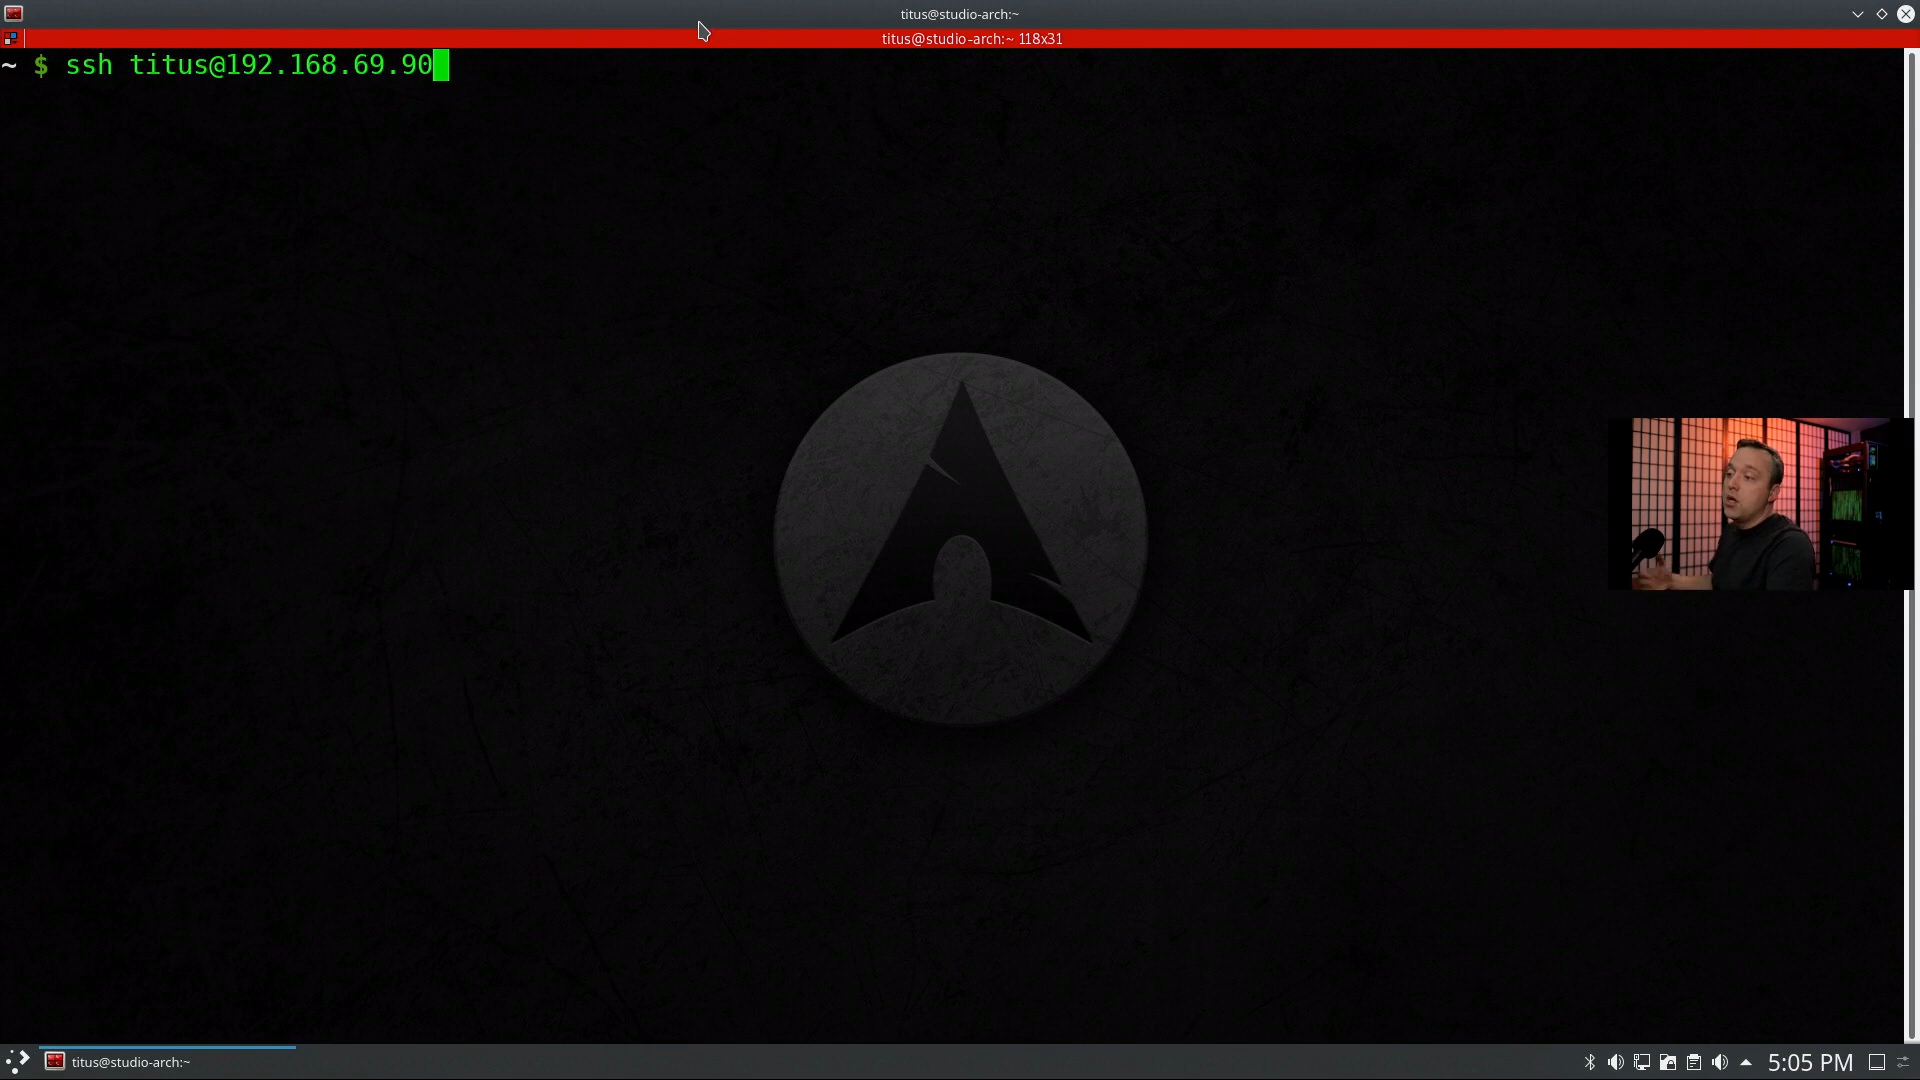 titus@studio-arch:~
titus@studio-arch:~ 118x31
~ $ ssh titus@192.168.69.90
titus@studio-arch:~
5:05 PM